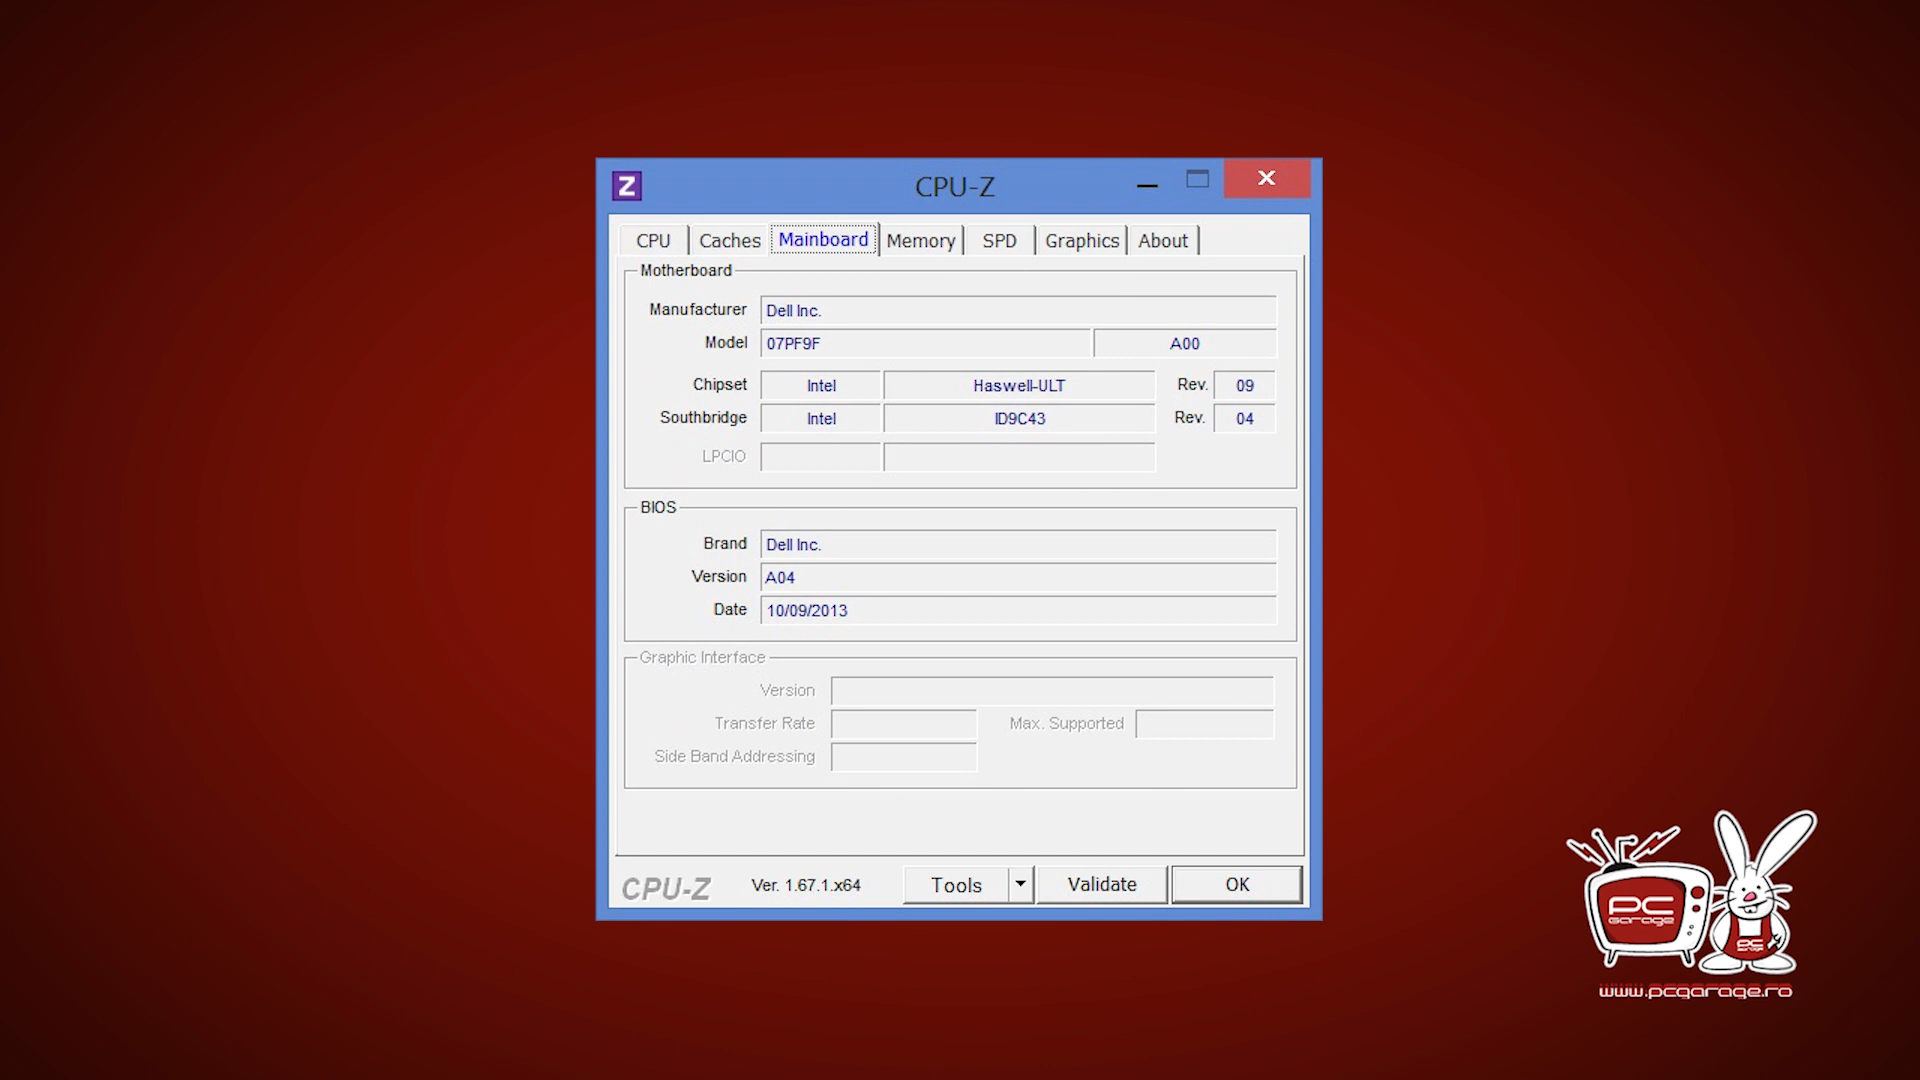 Z CPU-Z
CPU Caches Mainboard Memory SPD Graphics About
Motherboard
Manufacturer Dell Inc.
Model 07PF9F A00
Chipset Intel Haswell-ULT Rev. 09
Southbridge Intel ID9C43 Rev. 04
LPCIO
BIOS
Brand Dell Inc.
Version A04
Date 10/09/2013
Graphic Interface
Version
Transfer Rate Max. Supported
Side Band Addressing
CPU-Z Ver. 1.67.1.x64 Tools Validate OK
PC
Garage
PC
Garage
www.pcgarage.ro